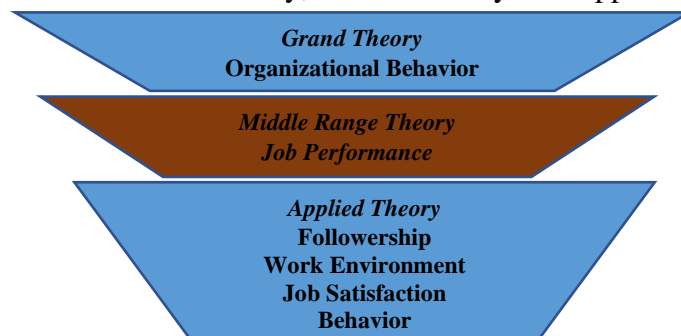 Grand Theory
Organizational Behavior
Middle Range Theory
Job Performance
Applied Theory
Followership
Work Environment
Job Satisfaction
Behavior